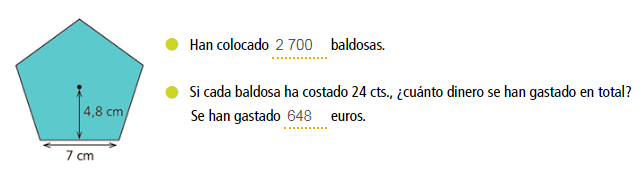 Han colocado 2 700 baldosas.
Si cada baldosa ha costado 24 cts., ¿cuánto dinero se han gastado en total?
Se han gastado 648 euros.
4,8 cm
7 cm